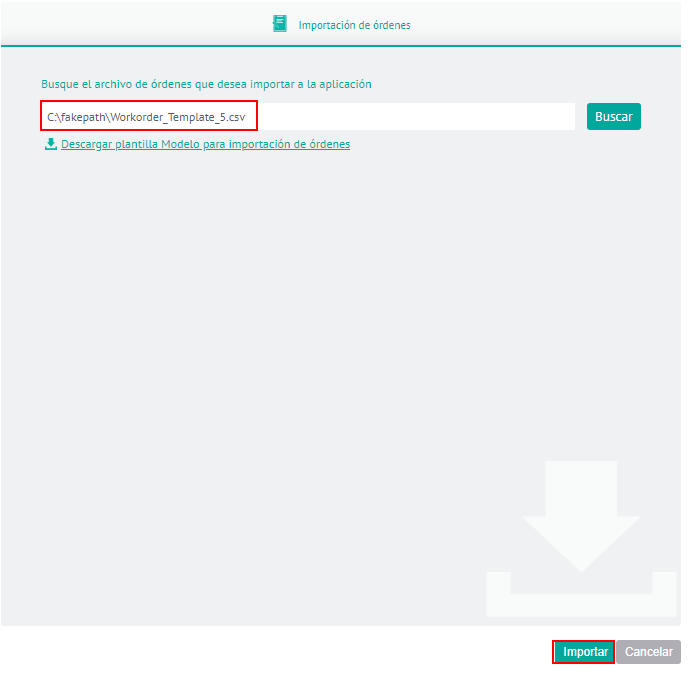 Importación de órdenes
Busque el archivo de órdenes que desea importar a la aplicación
C:\fakepath\Workorder_Template_5.csv
Buscar
Descargar plantilla Modelo para importación de órdenes
Importar
Cancelar